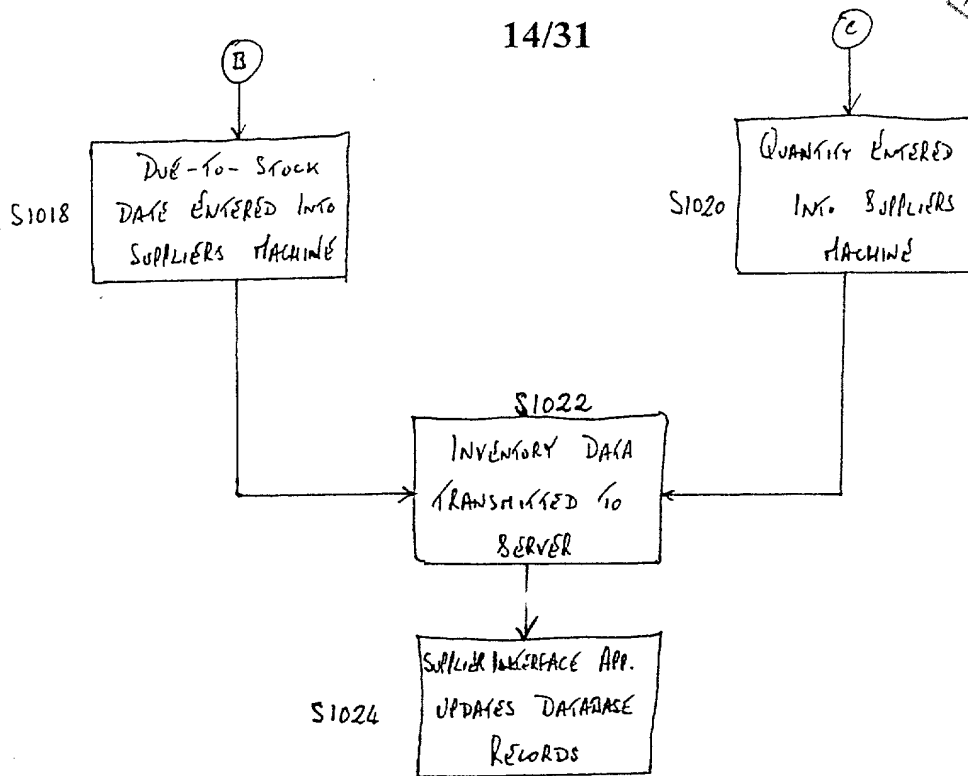 14/31
B
C
S1018
DUE-TO-STOCK
DATE ENTERED INTO
SUPPLIERS MACHINE
S1020
QUANTITY ENTERED
INTO SUPPLIERS
MACHINE
S1022
INVENTORY DATA
TRANSMITTED TO
SERVER
S1024
SUPPLIER INTERFACE APP.
UPDATES DATABASE
RECORDS